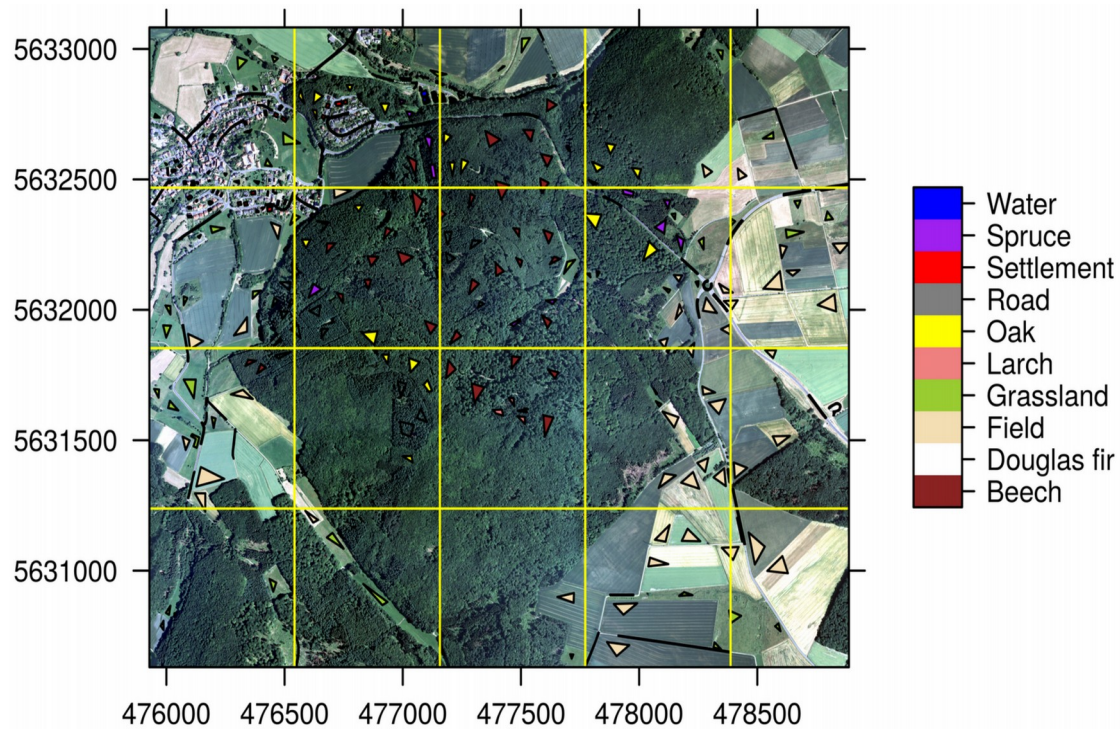 5633000
5632500
5632000
5631500
5631000
476000 476500 477000 477500 478000 478500
Water
Spruce
Settlement
Road
Oak
Larch
Grassland
Field
Douglas fir
Beech